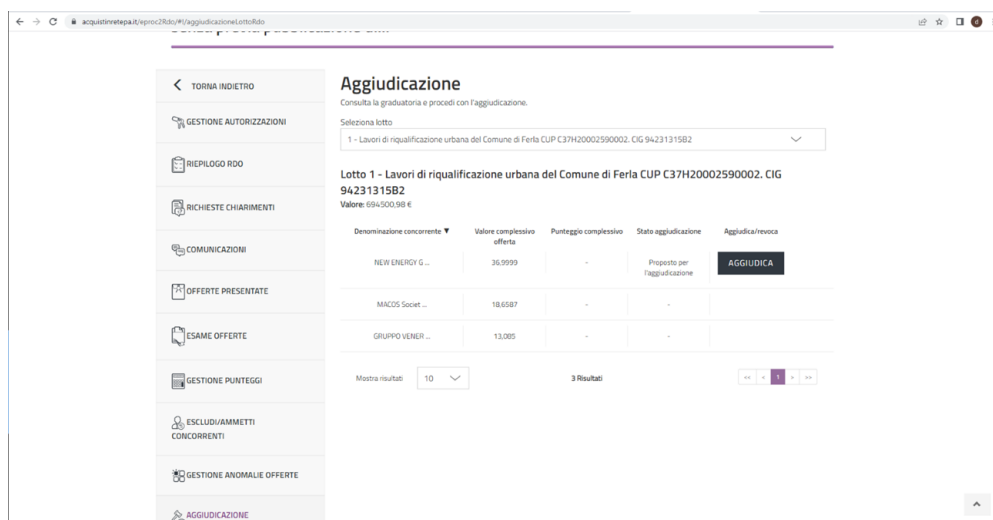 acquistinretepa.it/eproc2Rdo/#!/aggiudicazioneLottoRdo
d
TORNA INDIETRO
GESTIONE AUTORIZZAZIONI
RIEPILOGO RDO
RICHIESTE CHIARIMENTI
COMUNICAZIONI
OFFERTE PRESENTATE
ESAME OFFERTE
GESTIONE PUNTEGGI
ESCLUDI/AMMETTI
CONCORRENTI
GESTIONE ANOMALIE OFFERTE
AGGIUDICAZIONE
Aggiudicazione
Consulta la graduatoria e procedi con l'aggiudicazione.
Seleziona lotto
1 - Lavori di riqualificazione urbana del Comune di Ferla CUP C37H20002590002. CIG 94231315B2
Lotto 1 - Lavori di riqualificazione urbana del Comune di Ferla CUP C37H20002590002. CIG
94231315B2
Valore: 694500,98 €
Denominazione concorrente ▼ Valore complessivo offerta Punteggio complessivo Stato aggiudicazione Aggiudica/revoca
NEW ENERGY G ... 36,9999 - Proposto per l'aggiudicazione AGGIUDICA
MACOS Societ ... 18,6587 - -
GRUPPO VENER ... 13,085 - -
Mostra risultati 10 3 Risultati << < 1 > >>